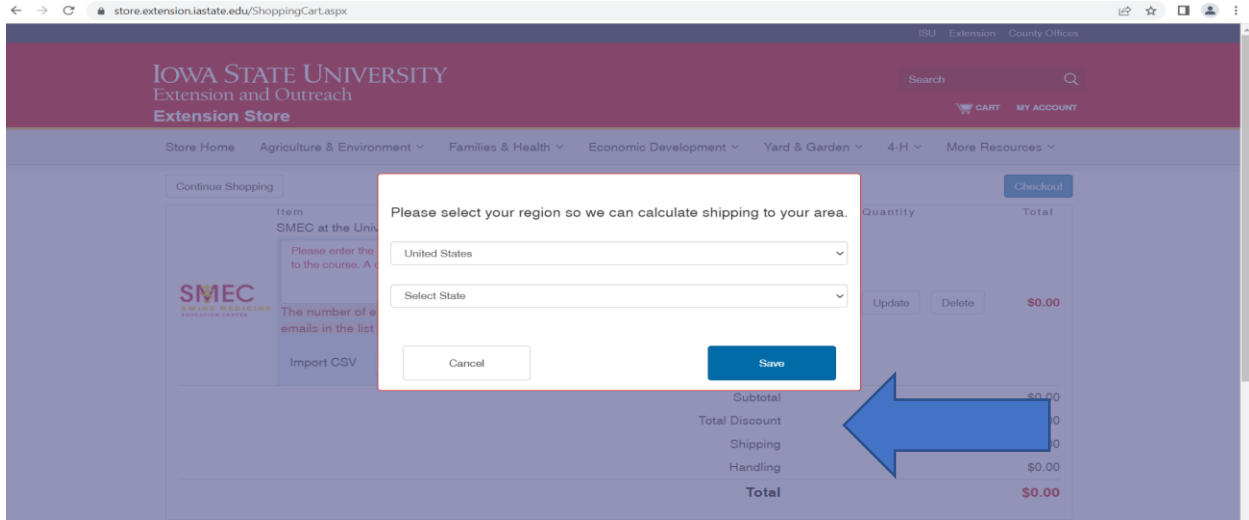 store.extension.iastate.edu/ShoppingCart.aspx
ISU Extension County Offices
IOWA STATE UNIVERSITY
Extension and Outreach
Extension Store
Search
CART MY ACCOUNT
Store Home Agriculture & Environment Families & Health Economic Development Yard & Garden 4-H More Resources
Continue Shopping
Checkout
Item Quantity Total
SMEC at the Univ
Please enter the
to the course. A
SMEC
SWINE MEDICINE
EDUCATION CENTER
The number of e
emails in the list
Import CSV
Update Delete $0.00
Please select your region so we can calculate shipping to your area.
United States
Select State
Cancel Save
Subtotal $0.00
Total Discount
Shipping
Handling $0.00
Total $0.00